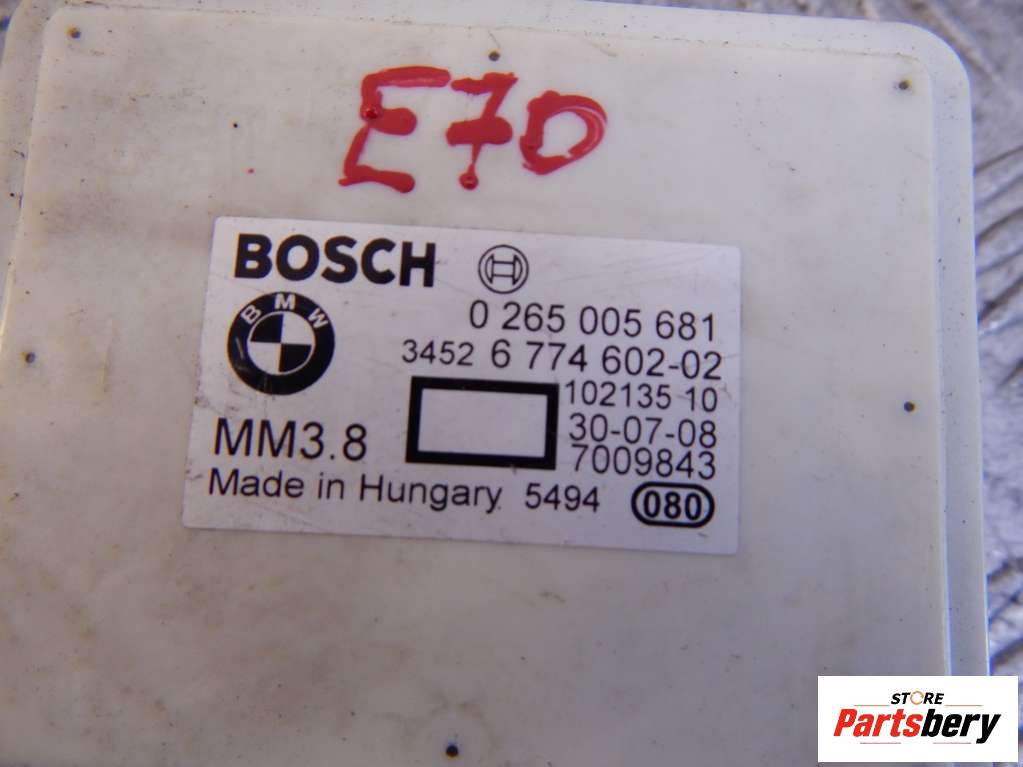 E70
BOSCH
BMW
0 265 005 681
3452 6 774 602-02
102135 10
30-07-08
MM3.8
7009843
Made in Hungary 5494 080
STORE
Partsbery